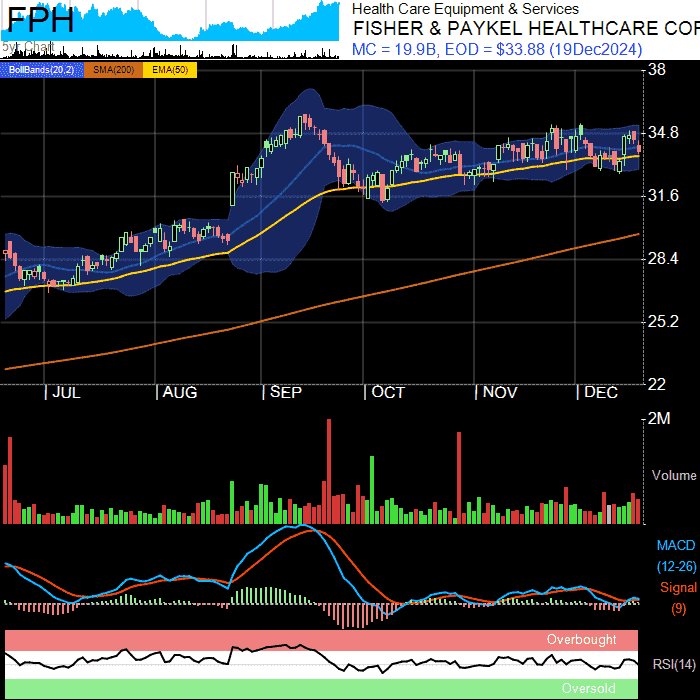 FPH
5yr Chart
Health Care Equipment & Services
FISHER & PAYKEL HEALTHCARE COR
MC = 19.9B, EOD = $33.88 (19Dec2024)
BollBands(20,2) SMA(200) EMA(50)
38
34.8
31.6
28.4
25.2
22
JUL AUG SEP OCT NOV DEC
2M
Volume
MACD
(12-26)
Signal
(9)
Overbought
RSI(14)
Oversold